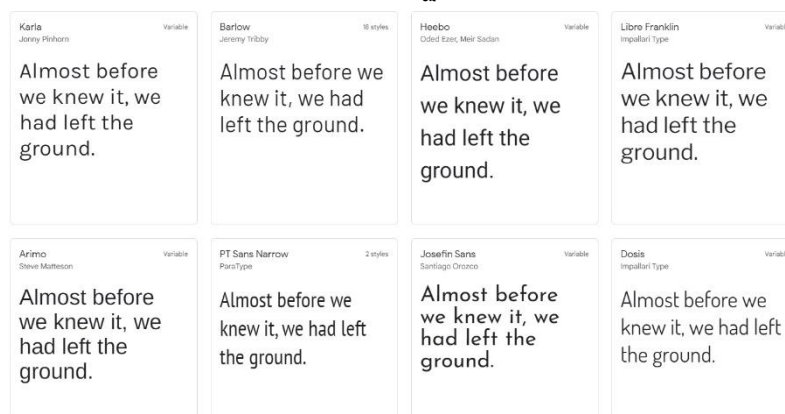 Karla Variable
Jonny Pinhorn
Almost before
we knew it, we
had left the
ground.
Barlow 18 styles
Jeremy Tribby
Almost before we
knew it, we had
left the ground.
Heebo Variable
Oded Ezer, Meir Sadan
Almost before
we knew it, we
had left the
ground.
Libre Franklin
Impallari Type
Almost before
we knew it, we
had left the
ground.
Arimo Variable
Steve Matteson
Almost before
we knew it, we
had left the
ground.
PT Sans Narrow 2 styles
ParaType
Almost before we
knew it, we had left
the ground.
Josefin Sans Variable
Santiago Orozco
Almost before
we knew it, we
had left the
ground.
Dosis
Impallari Type
Almost before we
knew it, we had left
the ground.